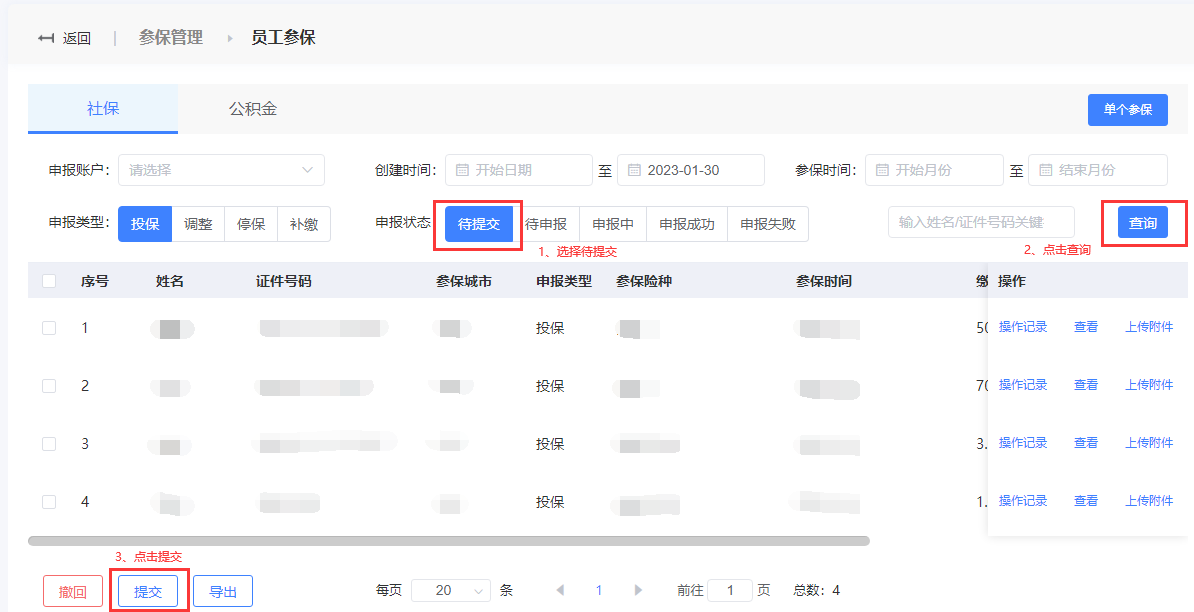 返回 | 参保管理 员工参保
社保 公积金 单个参保
申报账户: 请选择 创建时间: 开始日期 至 2023-01-30 参保时间: 开始月份 至 结束月份
申报类型: 投保 调整 停保 补缴 申报状态 待提交 待申报 申报中 申报成功 申报失败 输入姓名/证件号码关键 查询
1、选择待提交 2、点击查询
序号 姓名 证件号码 参保城市 申报类型 参保险种 参保时间 缴 操作
1 投保 50 操作记录 查看 上传附件
2 投保 70 操作记录 查看 上传附件
3 投保 3. 操作记录 查看 上传附件
4 投保 1. 操作记录 查看 上传附件
3、点击提交
撤回 提交 导出 每页 20 条 1 前往 1 页 总数: 4